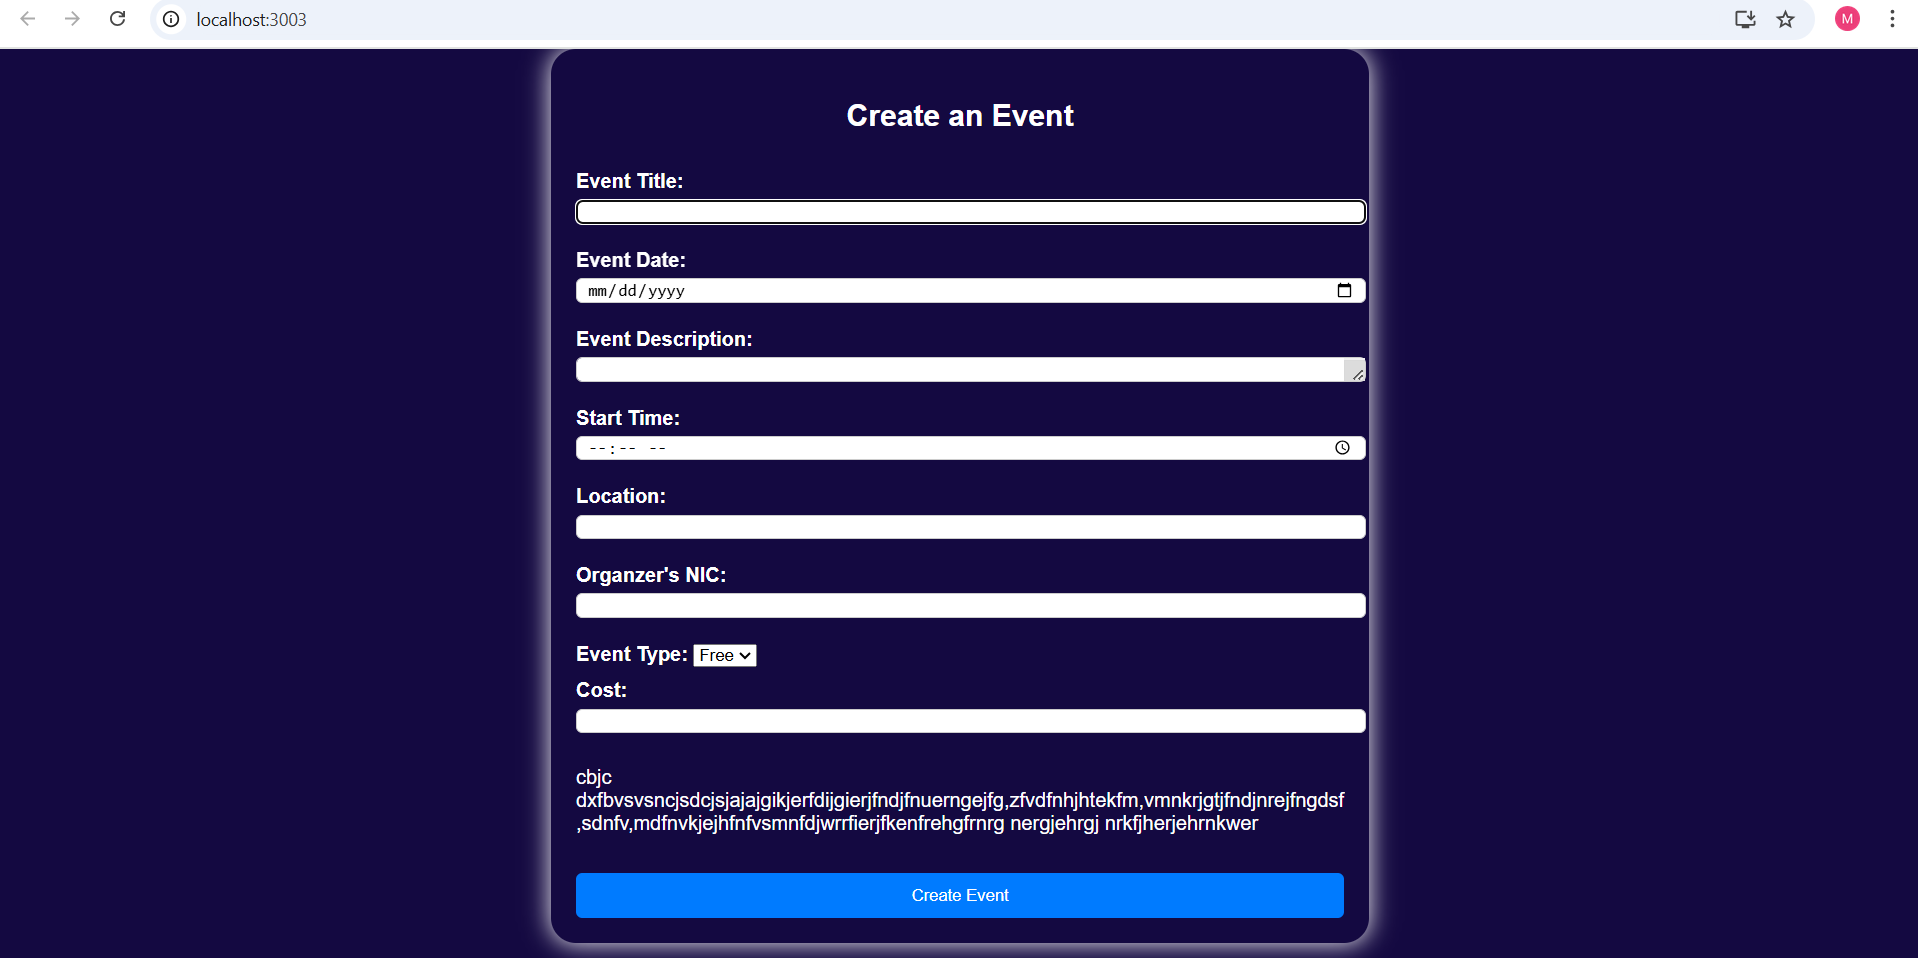 localhost:3003
M
Create an Event
Event Title:
Event Date:
mm/dd/yyyy
Event Description:
Start Time:
--:-- --
Location:
Organzer's NIC:
Event Type: Free
Cost:
cbjc
dxfbvsvsncjsdcjsjajajgikjerfdijgierjfndjfnuerngejfg,zfvdfnhjhtekfm,vmnkrjgtjfndjnrejfngdsf
,sdnfv,mdfnvkjejhfnfvsmnfdjwrrfierjfkenfrehgfrnrg nergjehrgj nrkfjherjehrnkwer
Create Event